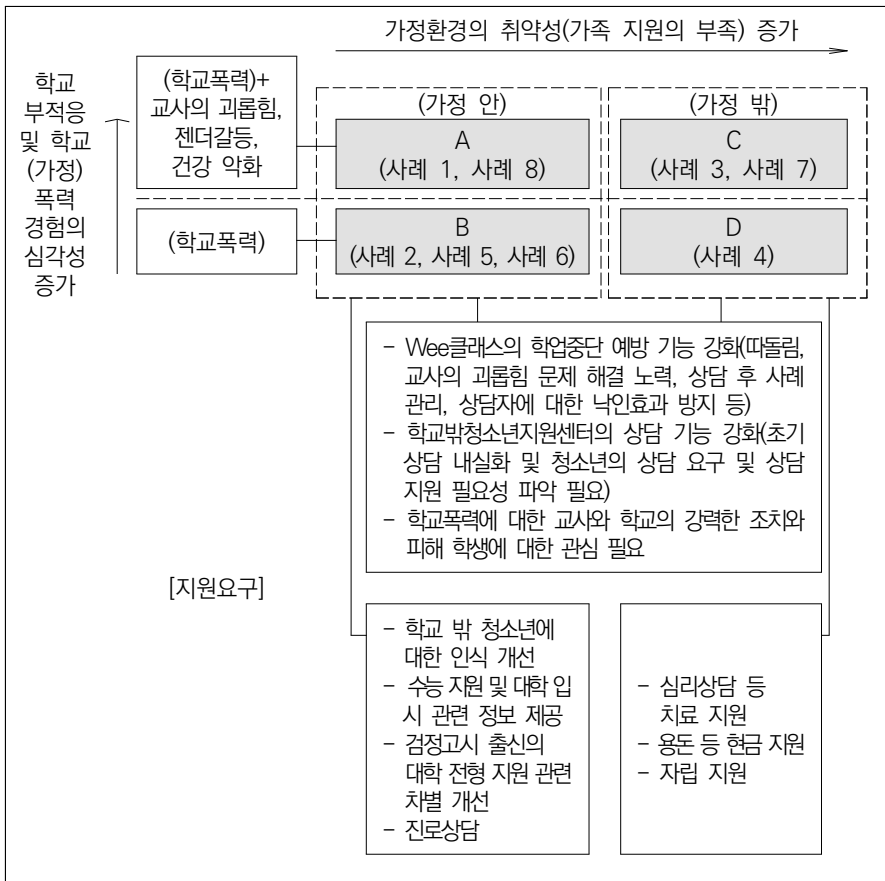 가정환경의 취약성(가족 지원의 부족) 증가
학교
부적응
및 학교
(가정)
폭력
경험의
심각성
증가
(학교폭력)+
교사의 괴롭힘,
젠더갈등,
건강 악화
(학교폭력)
(가정 안)
A
(사례 1, 사례 8)
B
(사례 2, 사례 5, 사례 6)
(가정 밖)
C
(사례 3, 사례 7)
D
(사례 4)
- Wee클래스의 학업중단 예방 기능 강화(따돌림,
교사의 괴롭힘 문제 해결 노력, 상담 후 사례
관리, 상담자에 대한 낙인효과 방지 등)
- 학교밖청소년지원센터의 상담 기능 강화(초기
상담 내실화 및 청소년의 상담 요구 및 상담
지원 필요성 파악 필요)
- 학교폭력에 대한 교사와 학교의 강력한 조치와
피해 학생에 대한 관심 필요
[지원요구]
- 학교 밖 청소년에
대한 인식 개선
- 수능 지원 및 대학 입
시 관련 정보 제공
- 검정고시 출신의
대학 전형 지원 관련
차별 개선
- 진로상담
- 심리상담 등
치료 지원
- 용돈 등 현금 지원
- 자립 지원